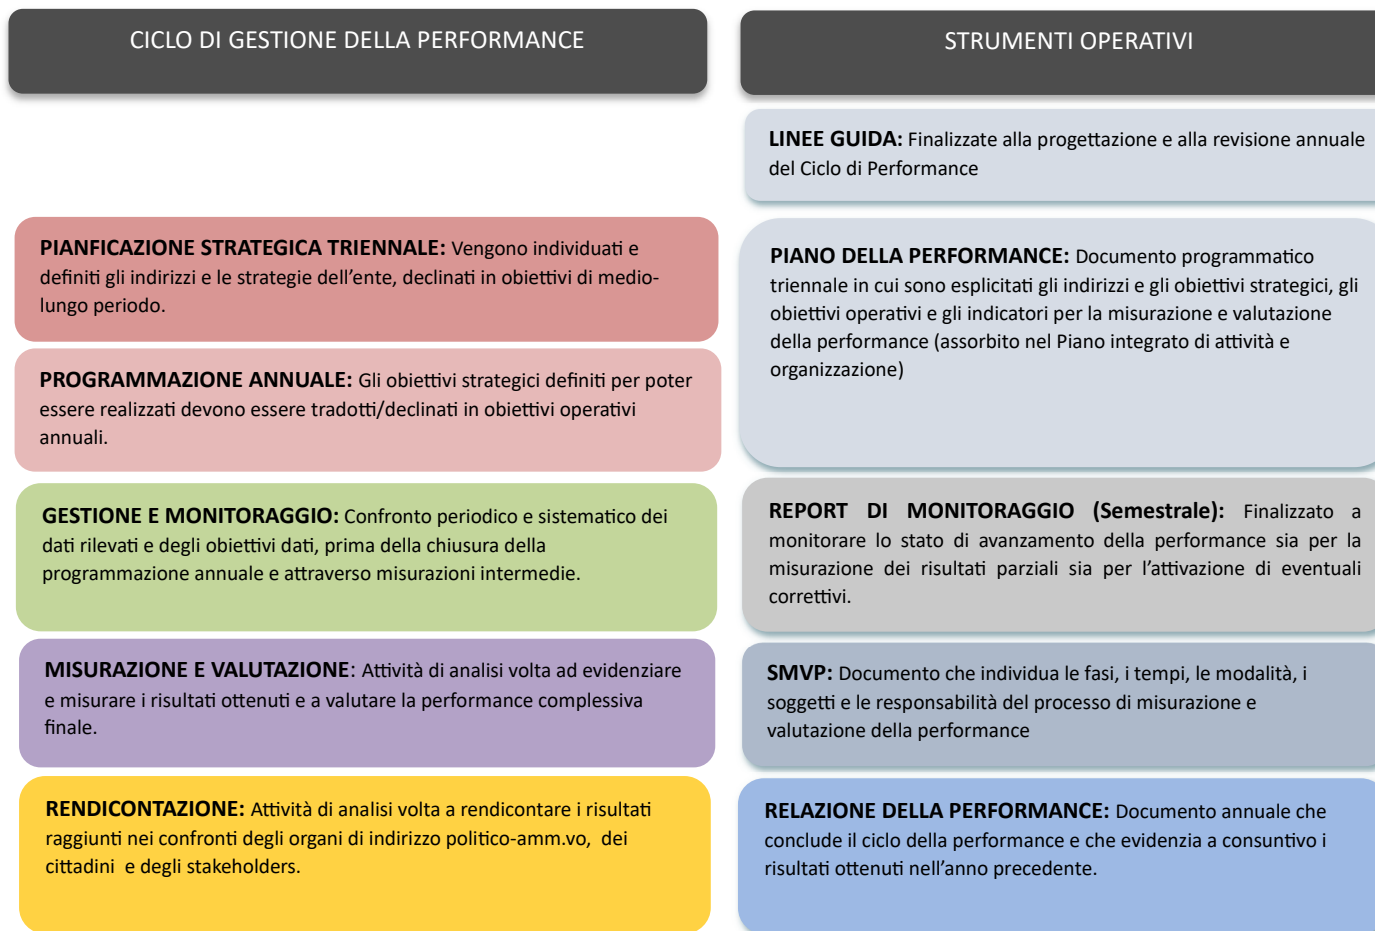 CICLO DI GESTIONE DELLA PERFORMANCE
STRUMENTI OPERATIVI
LINEE GUIDA: Finalizzate alla progettazione e alla revisione annuale
del Ciclo di Performance
PIANFICAZIONE STRATEGICA TRIENNALE: Vengono individuati e
definiti gli indirizzi e le strategie dell’ente, declinati in obiettivi di medio-
lungo periodo.
PROGRAMMAZIONE ANNUALE: Gli obiettivi strategici definiti per poter
essere realizzati devono essere tradotti/declinati in obiettivi operativi
annuali.
PIANO DELLA PERFORMANCE: Documento programmatico
triennale in cui sono esplicitati gli indirizzi e gli obiettivi strategici, gli
obiettivi operativi e gli indicatori per la misurazione e valutazione
della performance (assorbito nel Piano integrato di attività e
organizzazione)
GESTIONE E MONITORAGGIO: Confronto periodico e sistematico dei
dati rilevati e degli obiettivi dati, prima della chiusura della
programmazione annuale e attraverso misurazioni intermedie.
REPORT DI MONITORAGGIO (Semestrale): Finalizzato a
monitorare lo stato di avanzamento della performance sia per la
misurazione dei risultati parziali sia per l’attivazione di eventuali
correttivi.
MISURAZIONE E VALUTAZIONE: Attività di analisi volta ad evidenziare
e misurare i risultati ottenuti e a valutare la performance complessiva
finale.
SMVP: Documento che individua le fasi, i tempi, le modalità, i
soggetti e le responsabilità del processo di misurazione e
valutazione della performance
RENDICONTAZIONE: Attività di analisi volta a rendicontare i risultati
raggiunti nei confronti degli organi di indirizzo politico-amm.vo, dei
cittadini e degli stakeholders.
RELAZIONE DELLA PERFORMANCE: Documento annuale che
conclude il ciclo della performance e che evidenzia a consuntivo i
risultati ottenuti nell’anno precedente.